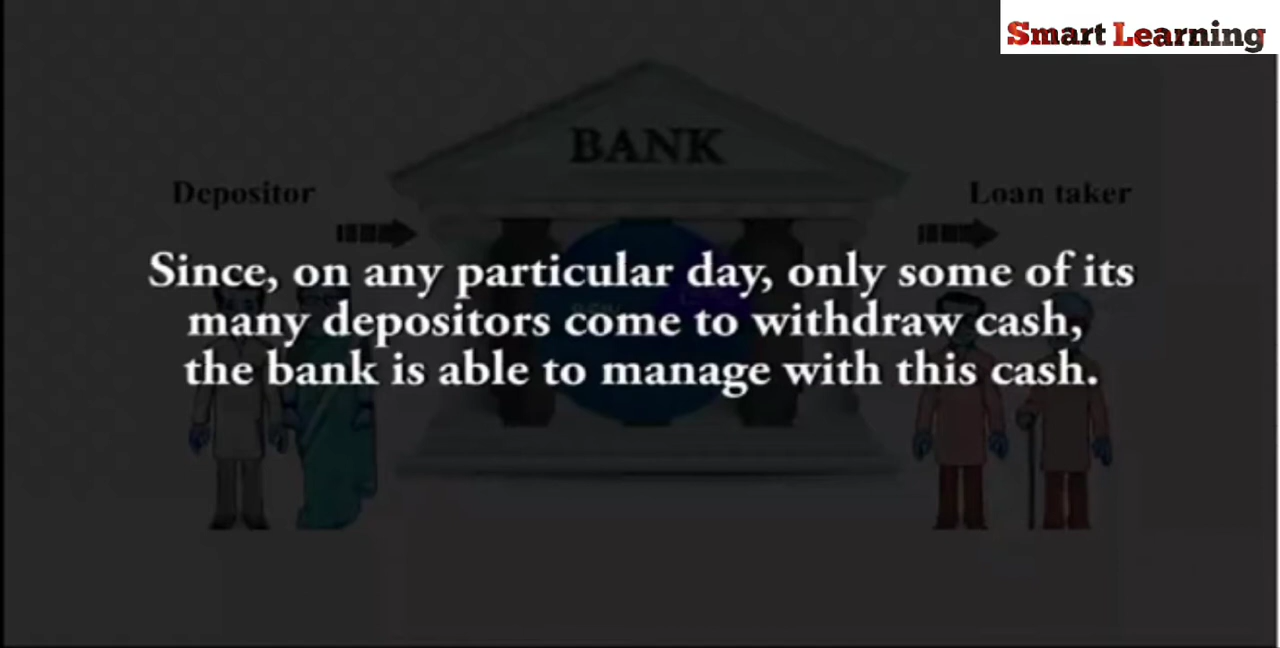 Smart Learning
BANK
Depositor
Loan taker
Since, on any particular day, only some of its
many depositors come to withdraw cash,
the bank is able to manage with this cash.